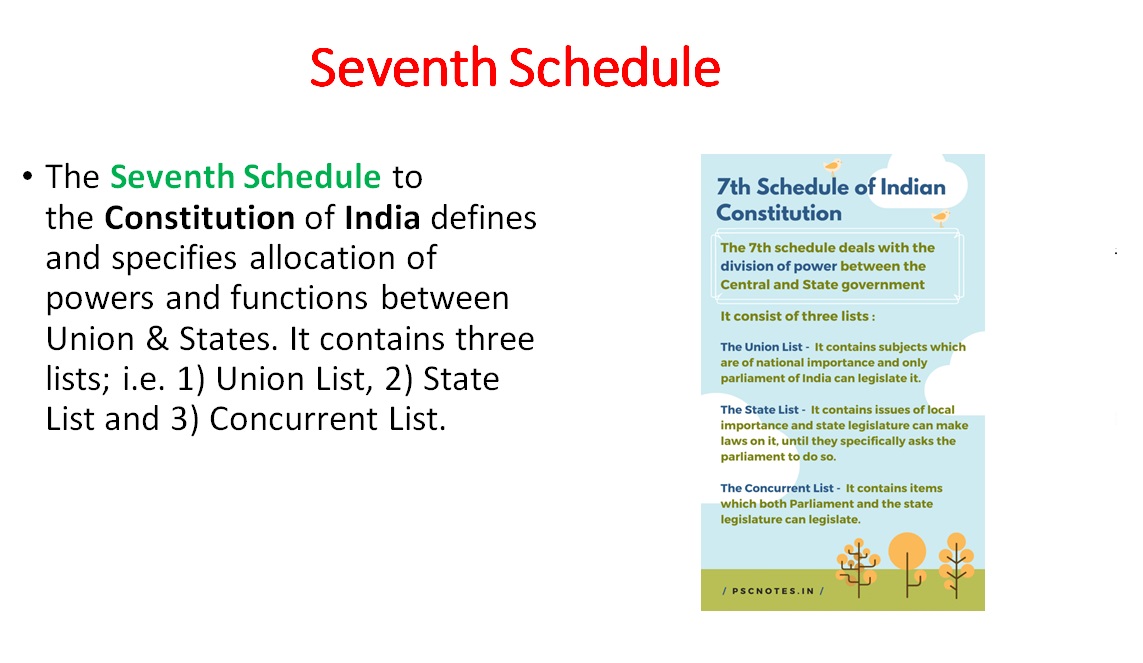 Seventh Schedule
• The Seventh Schedule to
the Constitution of India defines
and specifies allocation of
powers and functions between
Union & States. It contains three
lists; i.e. 1) Union List, 2) State
List and 3) Concurrent List.
7th Schedule of Indian
Constitution
The 7th schedule deals with the
division of power between the
Central and State government
It consist of three lists :
The Union List - It contains subjects which
are of national importance and only
parliament of India can legislate it.
The State List - It contains issues of local
importance and state legislature can make
laws on it, until they specifically asks the
parliament to do so.
The Concurrent List - It contains items
which both Parliament and the state
legislature can legislate.
/ PSCNOTES.IN /